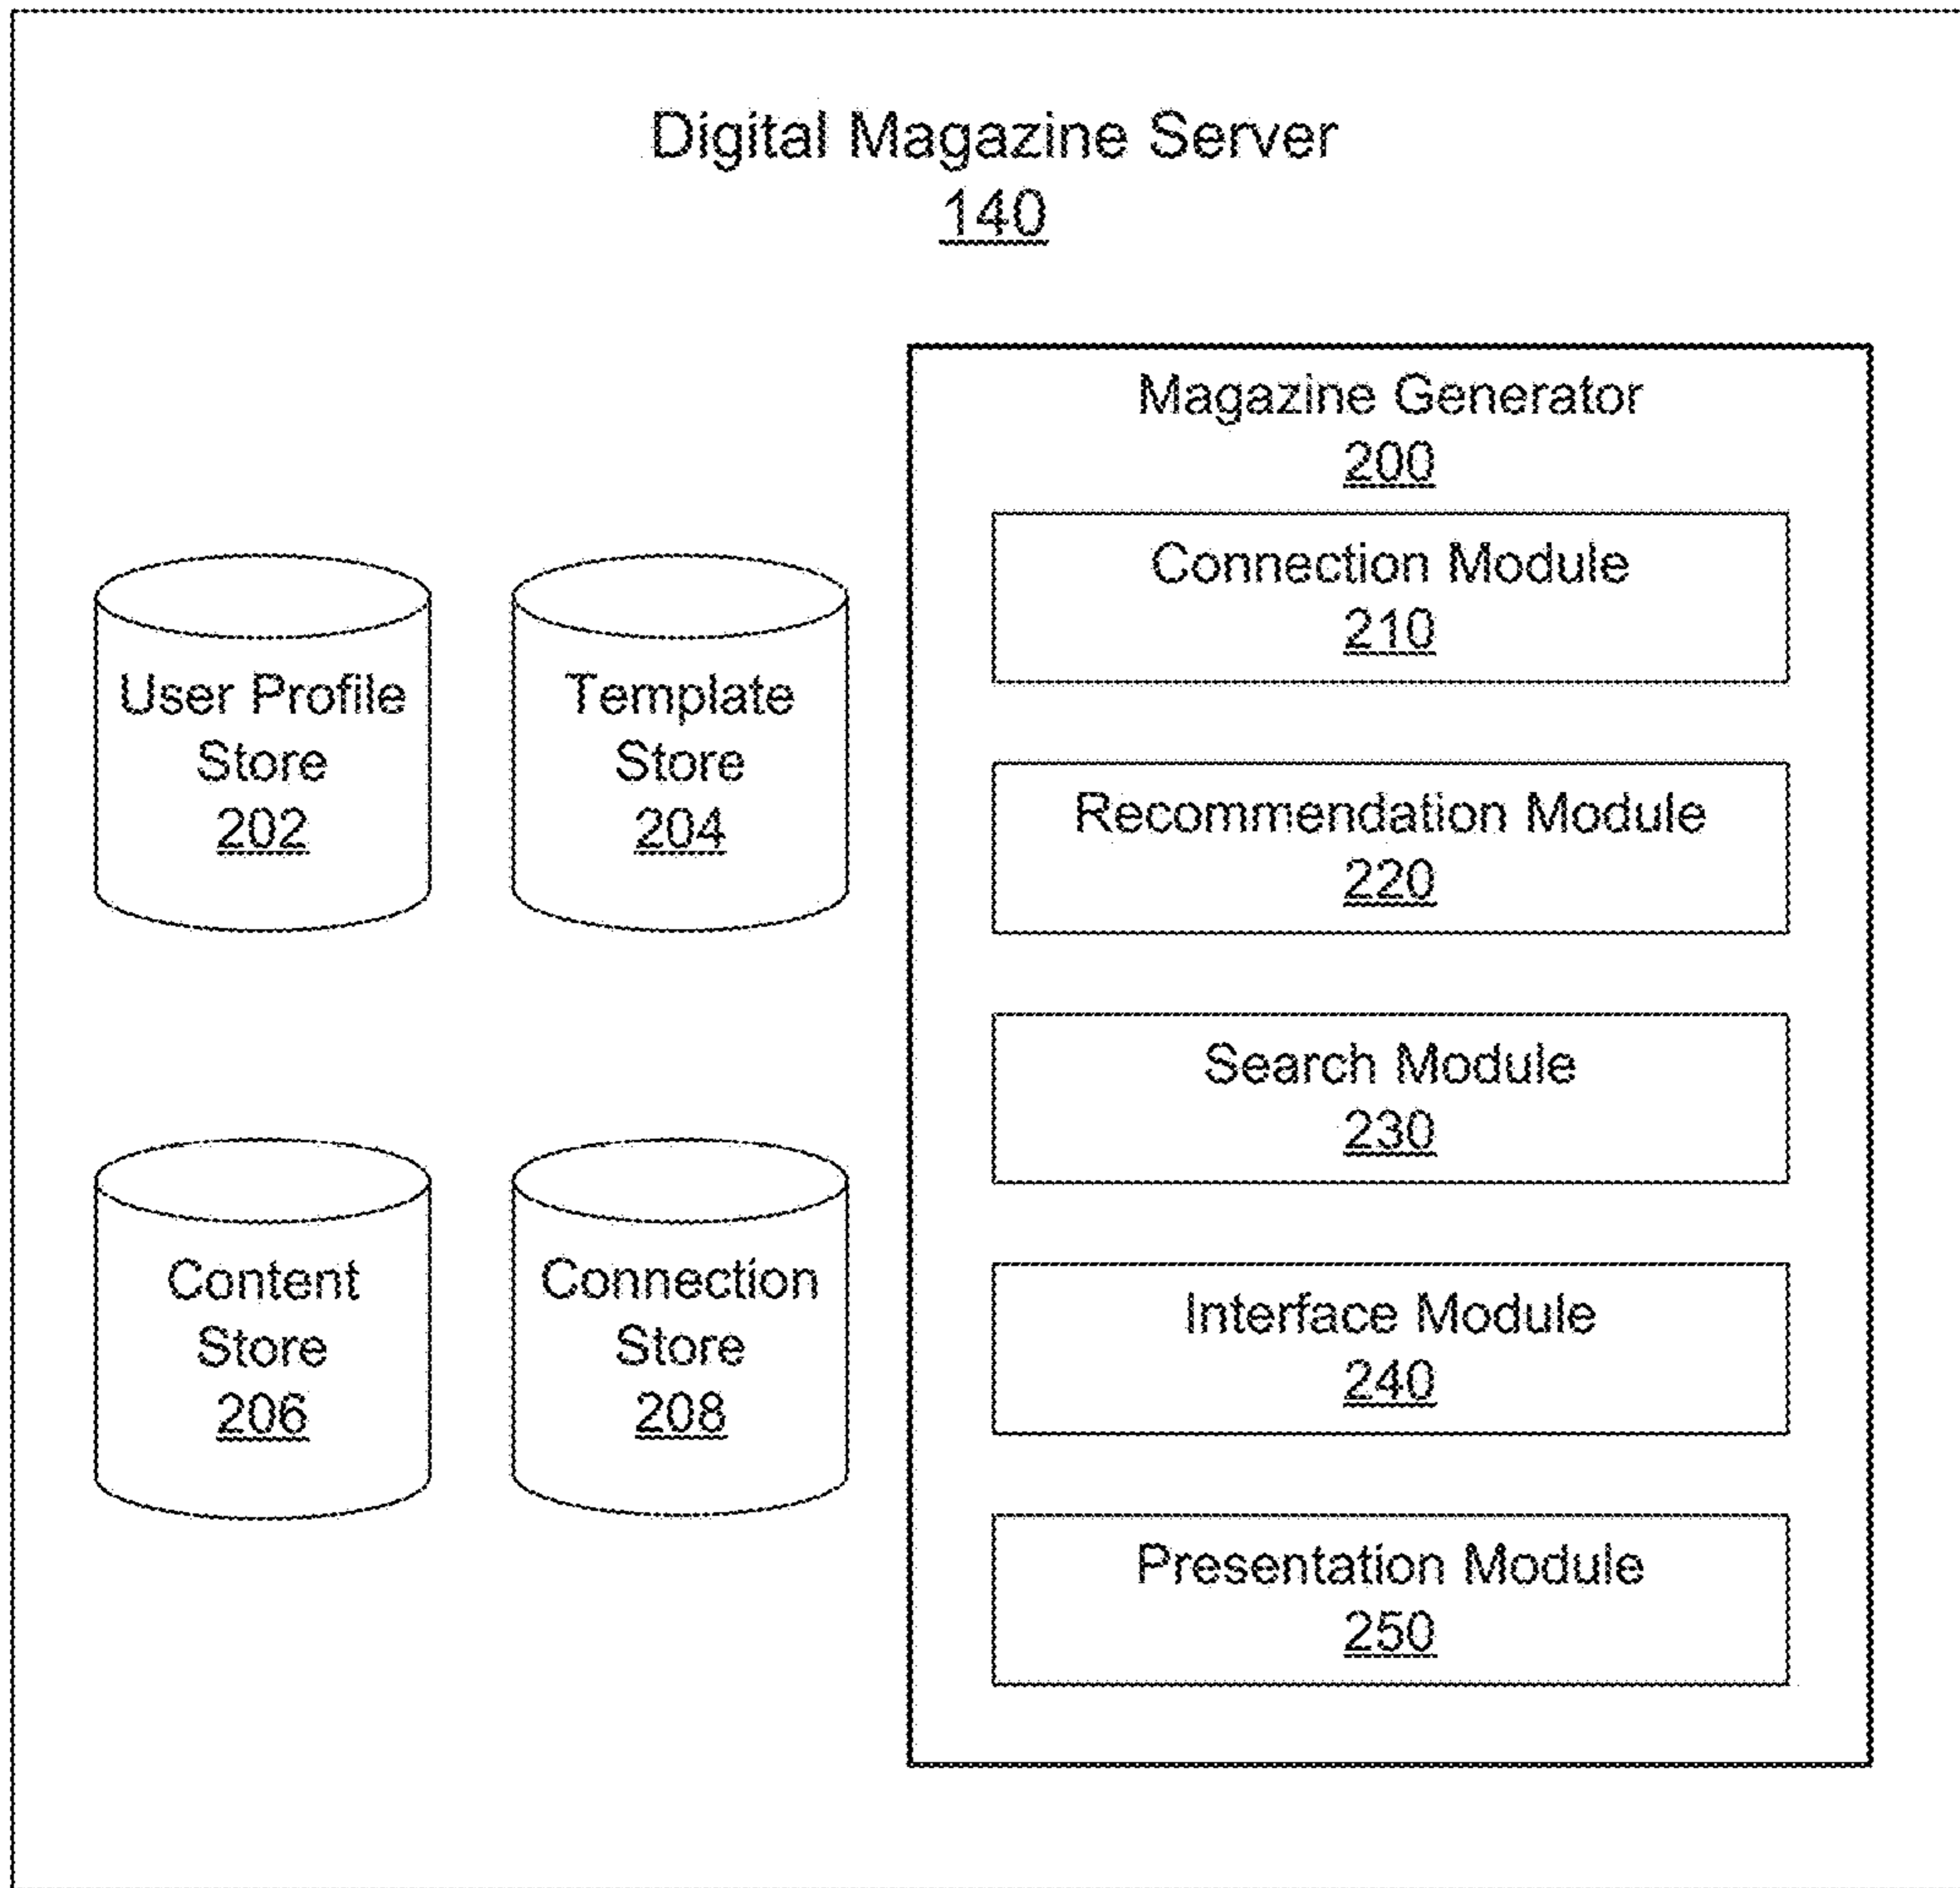 Digital Magazine Server
140
User Profile
Store
202
Template
Store
204
Content
Store
206
Connection
Store
208
Magazine Generator
200
Connection Module
210
Recommendation Module
220
Search Module
230
Interface Module
240
Presentation Module
250